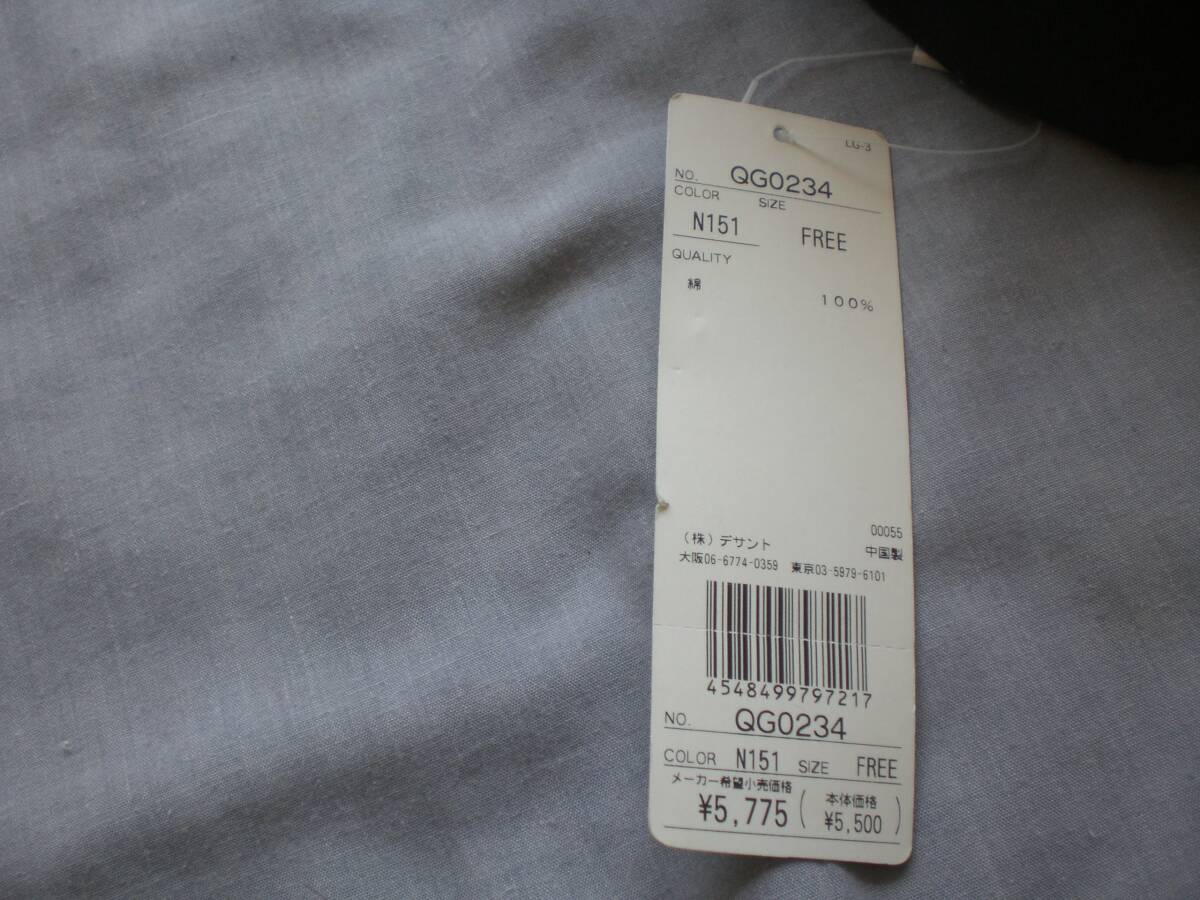 LG-3
NO. QG0234
COLOR SIZE
N151 FREE
QUALITY
綿 100%
00055
(株)デサント 中国製
大阪06-6774-0359 東京03-5979-6101
4548499797217
NO. QG0234
COLOR N151 SIZE FREE
メーカー希望小売価格
¥5,775 (本体価格 ¥5,500)